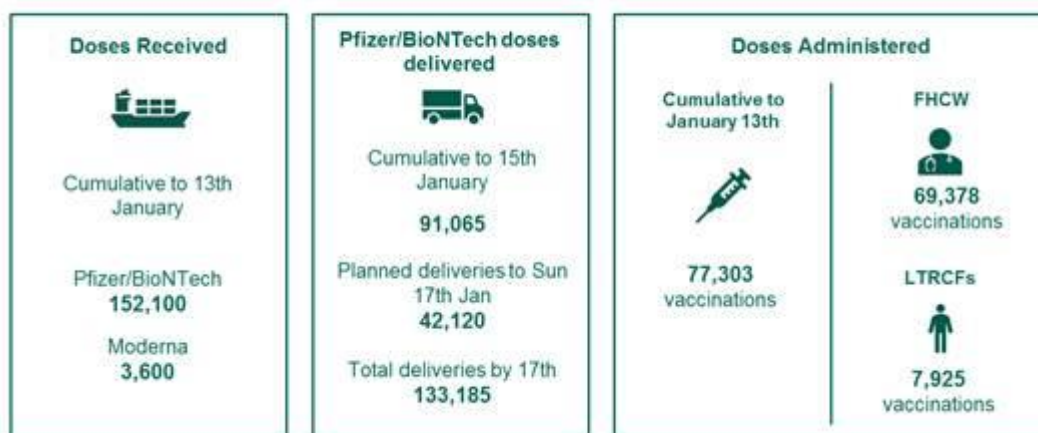 Doses Received
Cumulative to 13th
January
Pfizer/BioNTech
152,100
Moderna
3,600
Pfizer/BioNTech doses
delivered
Cumulative to 15th
January
91,065
Planned deliveries to Sun
17th Jan
42,120
Total deliveries by 17th
133,185
Doses Administered
Cumulative to
January 13th
77,303
vaccinations
FHCW
69,378
vaccinations
LTRCFs
7,925
vaccinations